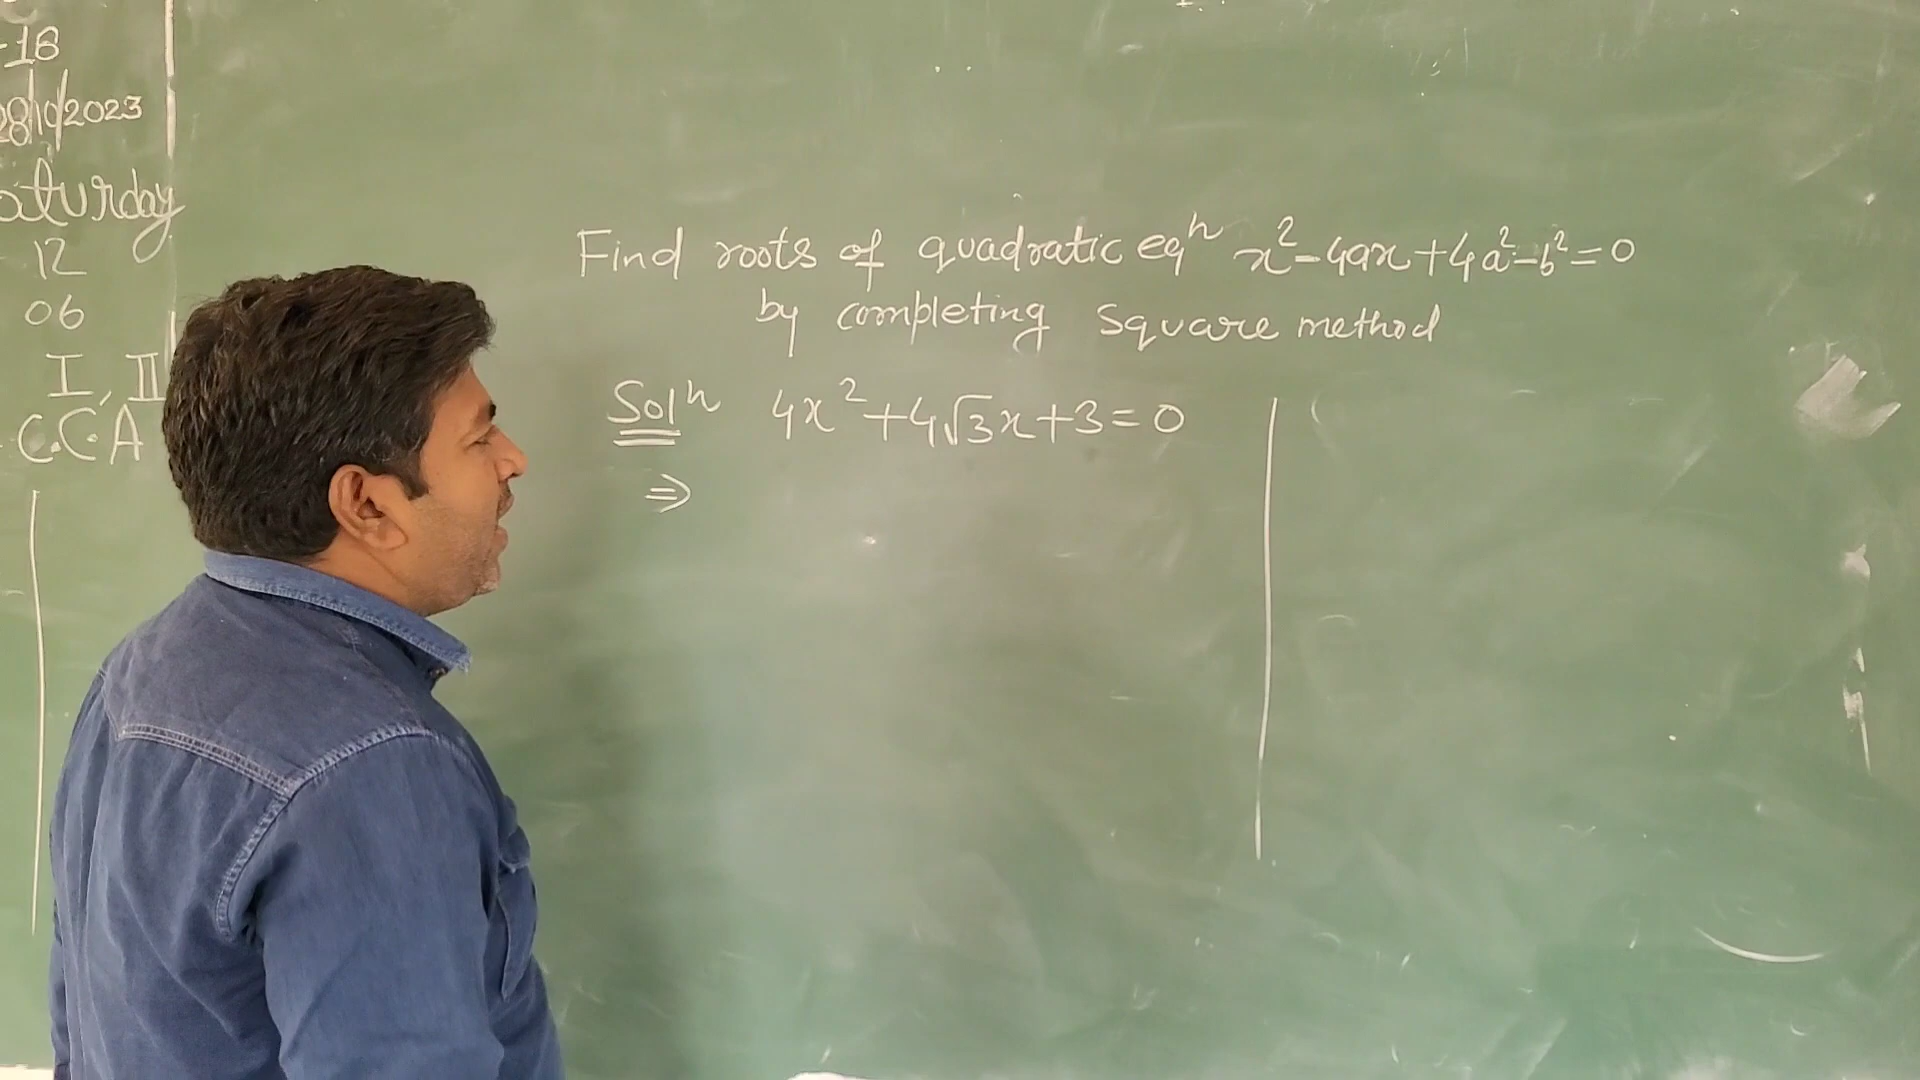 -18
28/10/2023
aturday
12
06
I, III
C.C.A
Find roots of quadratic eqⁿ x²-4ax+4a²-b²=0
by completing square method
Solⁿ 4x²+4√3x+3=0
⇒